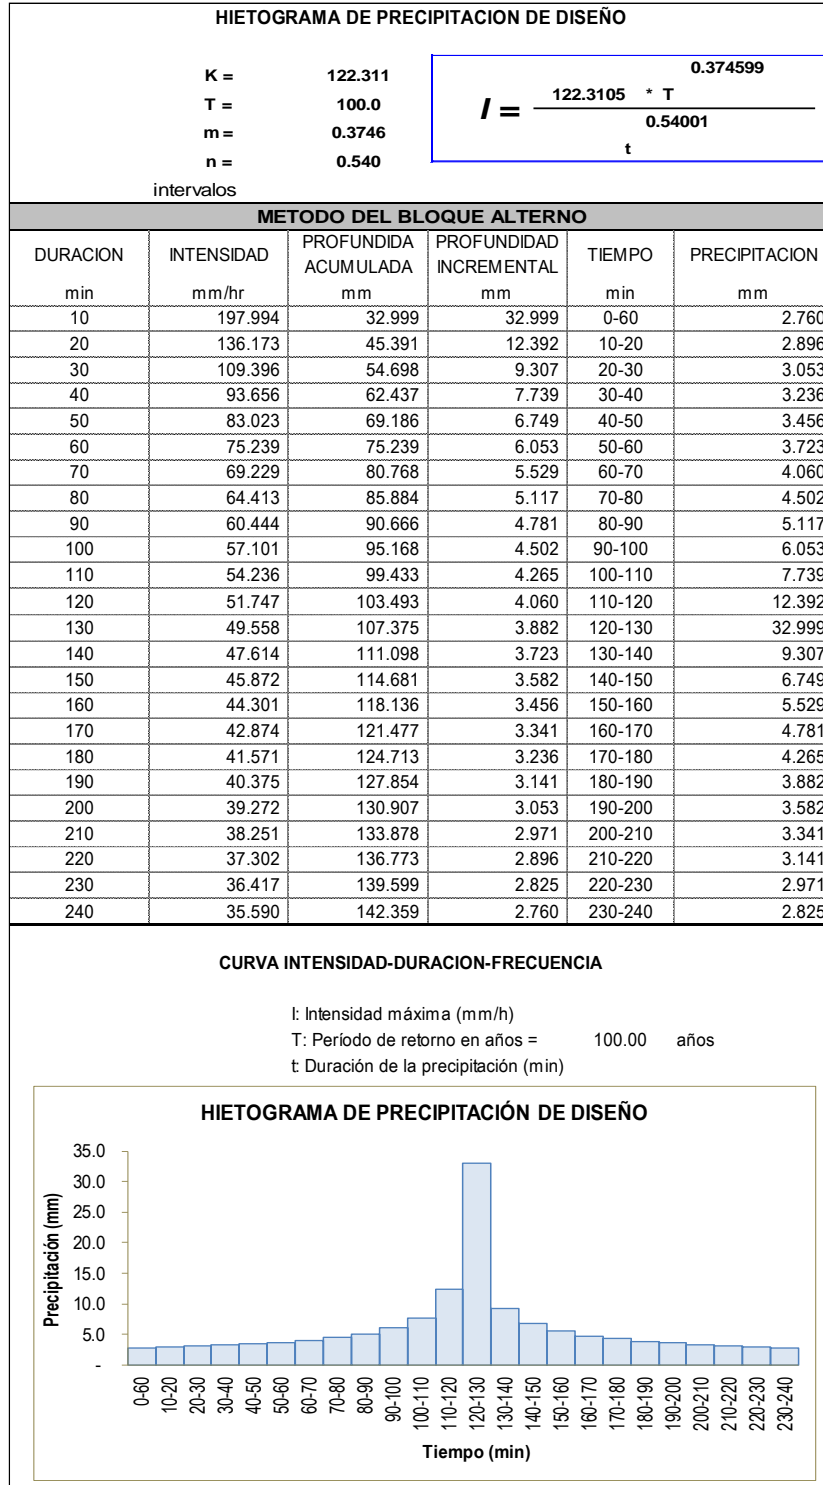 HIETOGRAMA DE PRECIPITACION DE DISEÑO
K = 122.311
T = 100.0
m = 0.3746
n = 0.540
intervalos
0.374599
I = 122.3105 * T
0.54001
t
METODO DEL BLOQUE ALTERNO
DURACION INTENSIDAD PROFUNDIDA ACUMULADA PROFUNDIDAD INCREMENTAL TIEMPO PRECIPITACION
min mm/hr mm mm min mm
10 197.994 32.999 32.999 0-60 2.760
20 136.173 45.391 12.392 10-20 2.896
30 109.396 54.698 9.307 20-30 3.053
40 93.656 62.437 7.739 30-40 3.236
50 83.023 69.186 6.749 40-50 3.456
60 75.239 75.239 6.053 50-60 3.723
70 69.229 80.768 5.529 60-70 4.060
80 64.413 85.884 5.117 70-80 4.502
90 60.444 90.666 4.781 80-90 5.117
100 57.101 95.168 4.502 90-100 6.053
110 54.236 99.433 4.265 100-110 7.739
120 51.747 103.493 4.060 110-120 12.392
130 49.558 107.375 3.882 120-130 32.999
140 47.614 111.098 3.723 130-140 9.307
150 45.872 114.681 3.582 140-150 6.749
160 44.301 118.136 3.456 150-160 5.529
170 42.874 121.477 3.341 160-170 4.781
180 41.571 124.713 3.236 170-180 4.265
190 40.375 127.854 3.141 180-190 3.882
200 39.272 130.907 3.053 190-200 3.582
210 38.251 133.878 2.971 200-210 3.341
220 37.302 136.773 2.896 210-220 3.141
230 36.417 139.599 2.825 220-230 2.971
240 35.590 142.359 2.760 230-240 2.825
CURVA INTENSIDAD-DURACION-FRECUENCIA
I: Intensidad máxima (mm/h)
T: Período de retorno en años = 100.00 años
t: Duración de la precipitación (min)
HIETOGRAMA DE PRECIPITACIÓN DE DISEÑO
Precipitación (mm)
35.0
30.0
25.0
20.0
15.0
10.0
5.0
-
0-60 10-20 20-30 30-40 40-50 50-60 60-70 70-80 80-90 90-100 100-110 110-120 120-130 130-140 140-150 150-160 160-170 170-180 180-190 190-200 200-210 210-220 220-230 230-240
Tiempo (min)